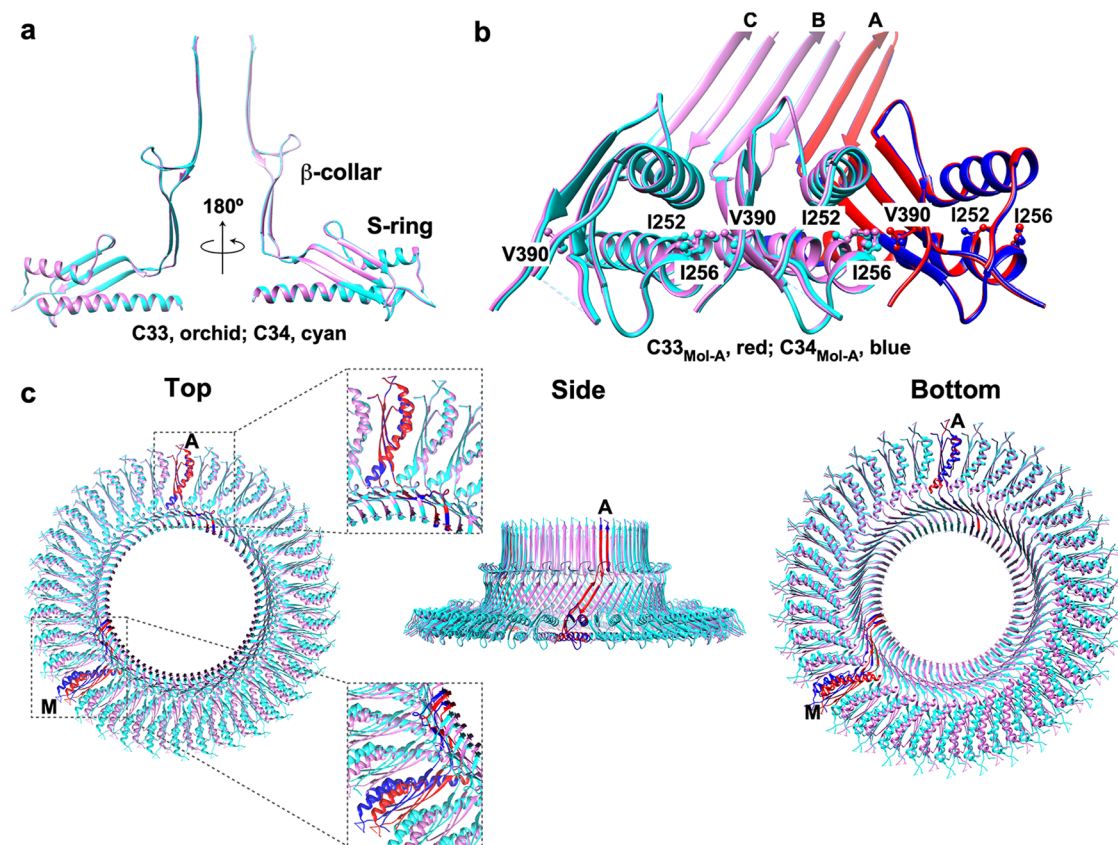 a
180º
β-collar
S-ring
C33, orchid; C34, cyan
b
C B A
I252 V390 I252 V390 I252 I256
V390
I256 I256
C33Mol-A, red; C34Mol-A, blue
c
Top
Side
Bottom
A
M
A
A
M